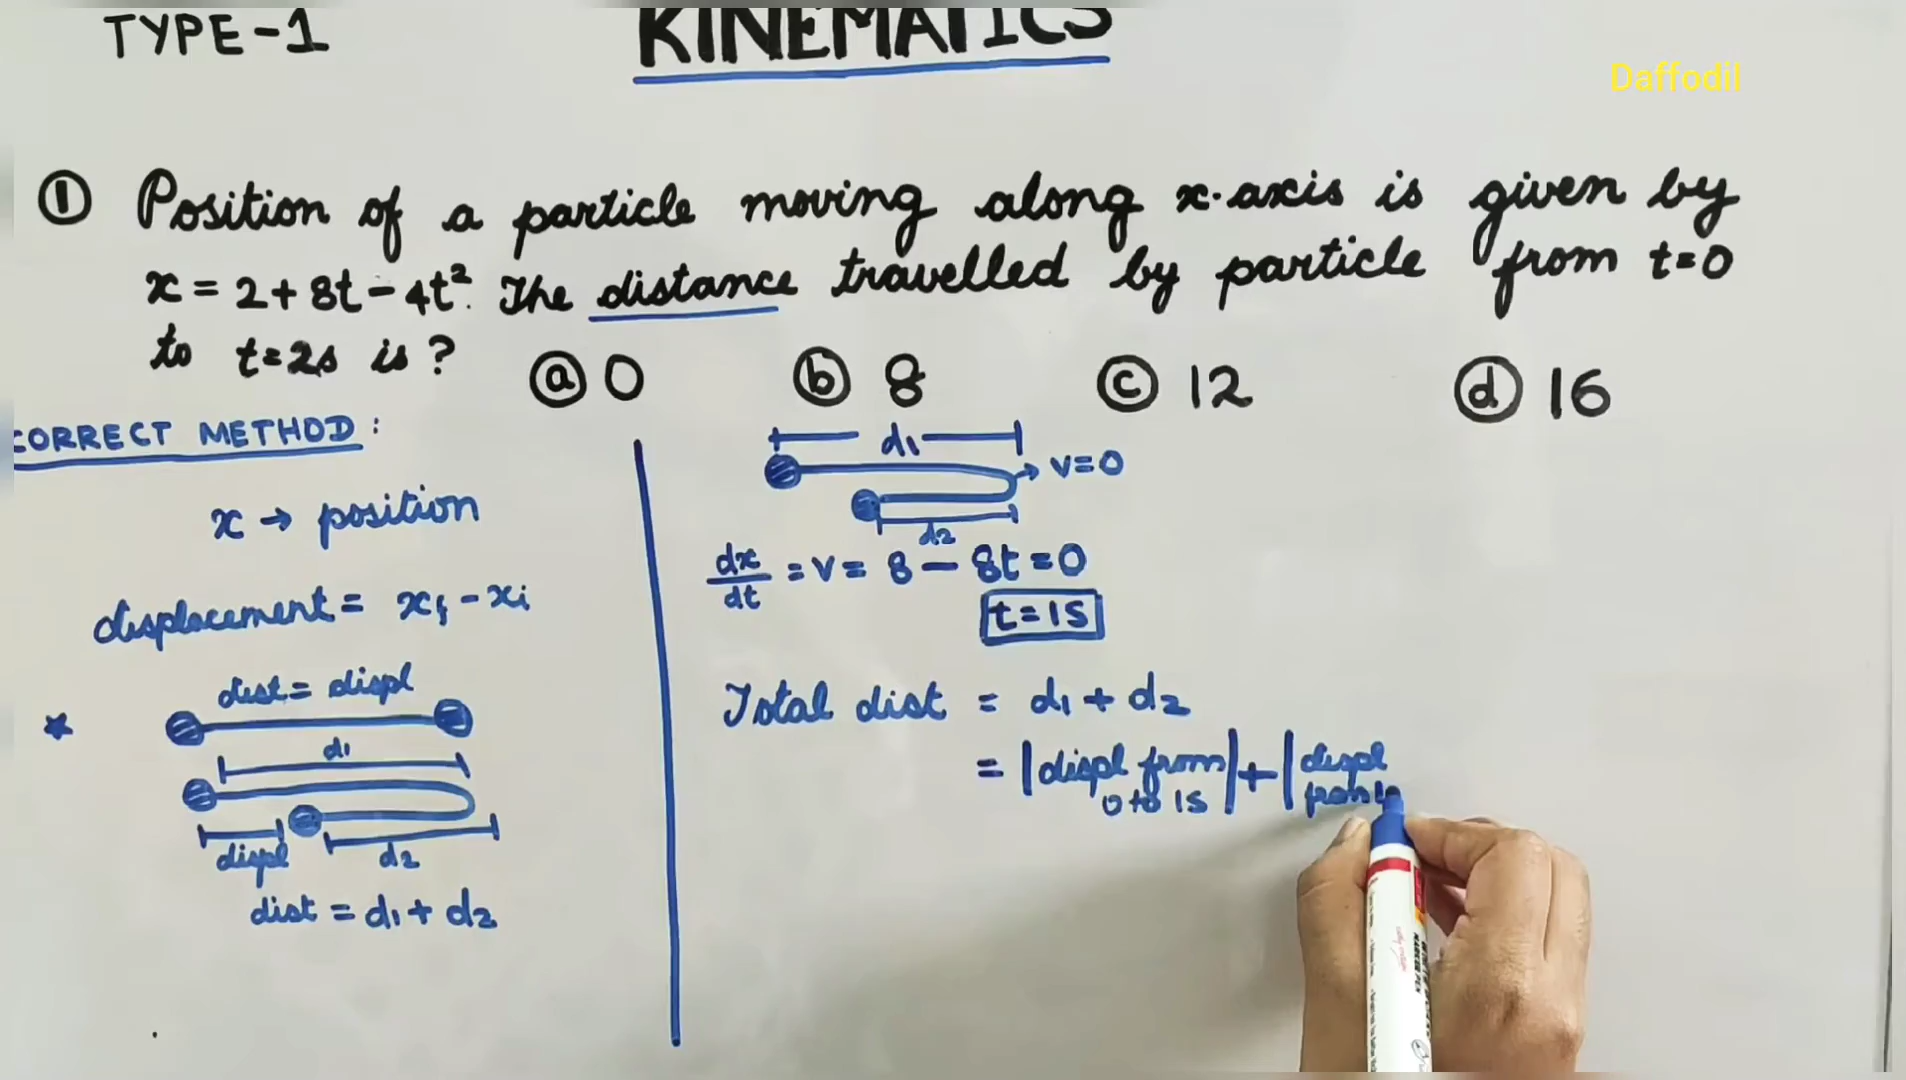 TYPE-1
KINEMATICS
Daffodil
① Position of a particle moving along x-axis is given by
x = 2 + 8t - 4t². The distance travelled by particle from t=0
to t=2s is?
ⓐ 0 ⓑ 8 ⓒ 12 ⓓ 16
CORRECT METHOD:
x → position
displacement = xf - xi
dist = displ
d1
displ d2
dist = d1 + d2
d1
v=0
d2
dx/dt = v = 8 - 8t = 0
t = 1s
Total dist = d1 + d2
= |displ from 0 to 1s| + |displ from 1